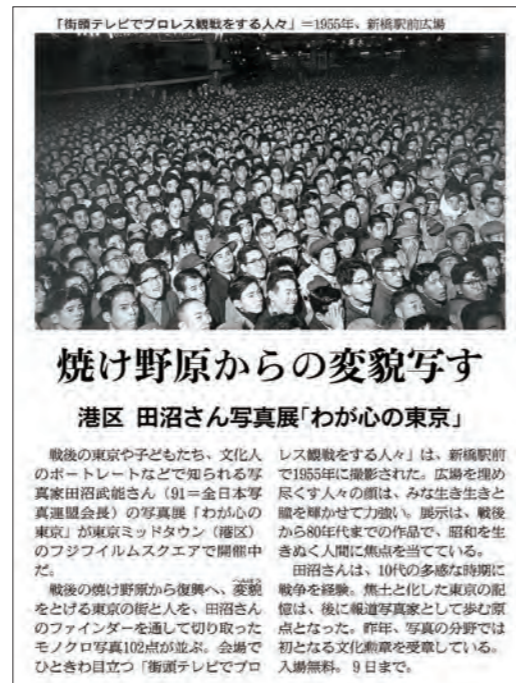 「街頭テレビでプロレス観戦をする人々」＝1955年、新橋駅前広場
焼け野原からの変貌写す
港区 田沼さん写真展「わが心の東京」
戦後の東京や子どもたち、文化人
のポートレートなどで知られる写
真家田沼武能さん（91＝全日本写
真連盟会長）の写真展「わが心の
東京」が東京ミッドタウン（港区）
のフジフイルムスクエアで開催中
だ。
戦後の焼け野原から復興へ、変貌
をとげる東京の街と人を、田沼さん
のファインダーを通して切り取った
モノクロ写真102点が並ぶ。会場で
ひときわ目立つ「街頭テレビでプロ
レス観戦をする人々」は、新橋駅前
で1955年に撮影された。広場を埋め
尽くす人々の顔は、みな生き生きと
瞳を輝かせて力強い。展示は、戦後
から80年代までの作品で、昭和を生
きぬく人間に焦点を当てている。
田沼さんは、10代の多感な時期に
戦争を経験。焦土と化した東京の記
憶は、後に報道写真家として歩む原
点となった。昨年、写真の分野では
初となる文化勲章を受章している。
入場無料。9日まで。